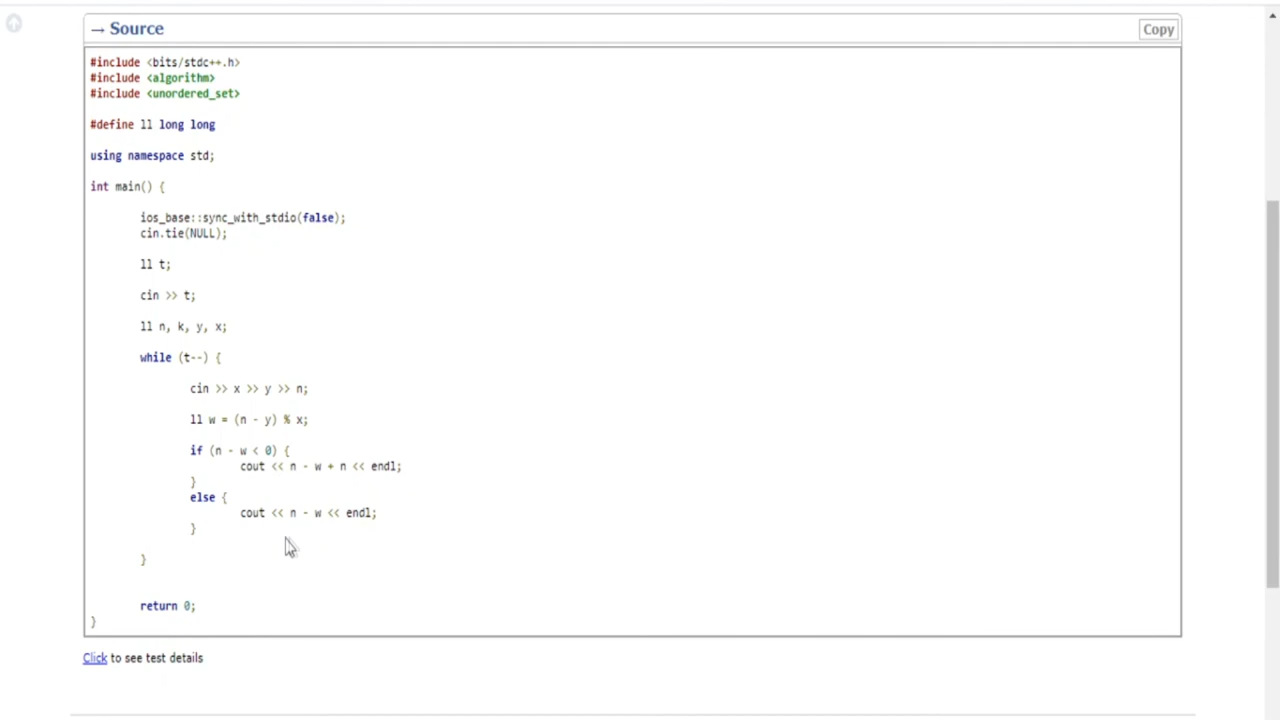 → Source
Copy
#include <bits/stdc++.h>
#include <algorithm>
#include <unordered_set>
#define ll long long
using namespace std;
int main() {
ios_base::sync_with_stdio(false);
cin.tie(NULL);
ll t;
cin >> t;
ll n, k, y, x;
while (t--) {
cin >> x >> y >> n;
ll w = (n - y) % x;
if (n - w < 0) {
cout << n - w + n << endl;
}
else {
cout << n - w << endl;
}
}
return 0;
}
Click to see test details